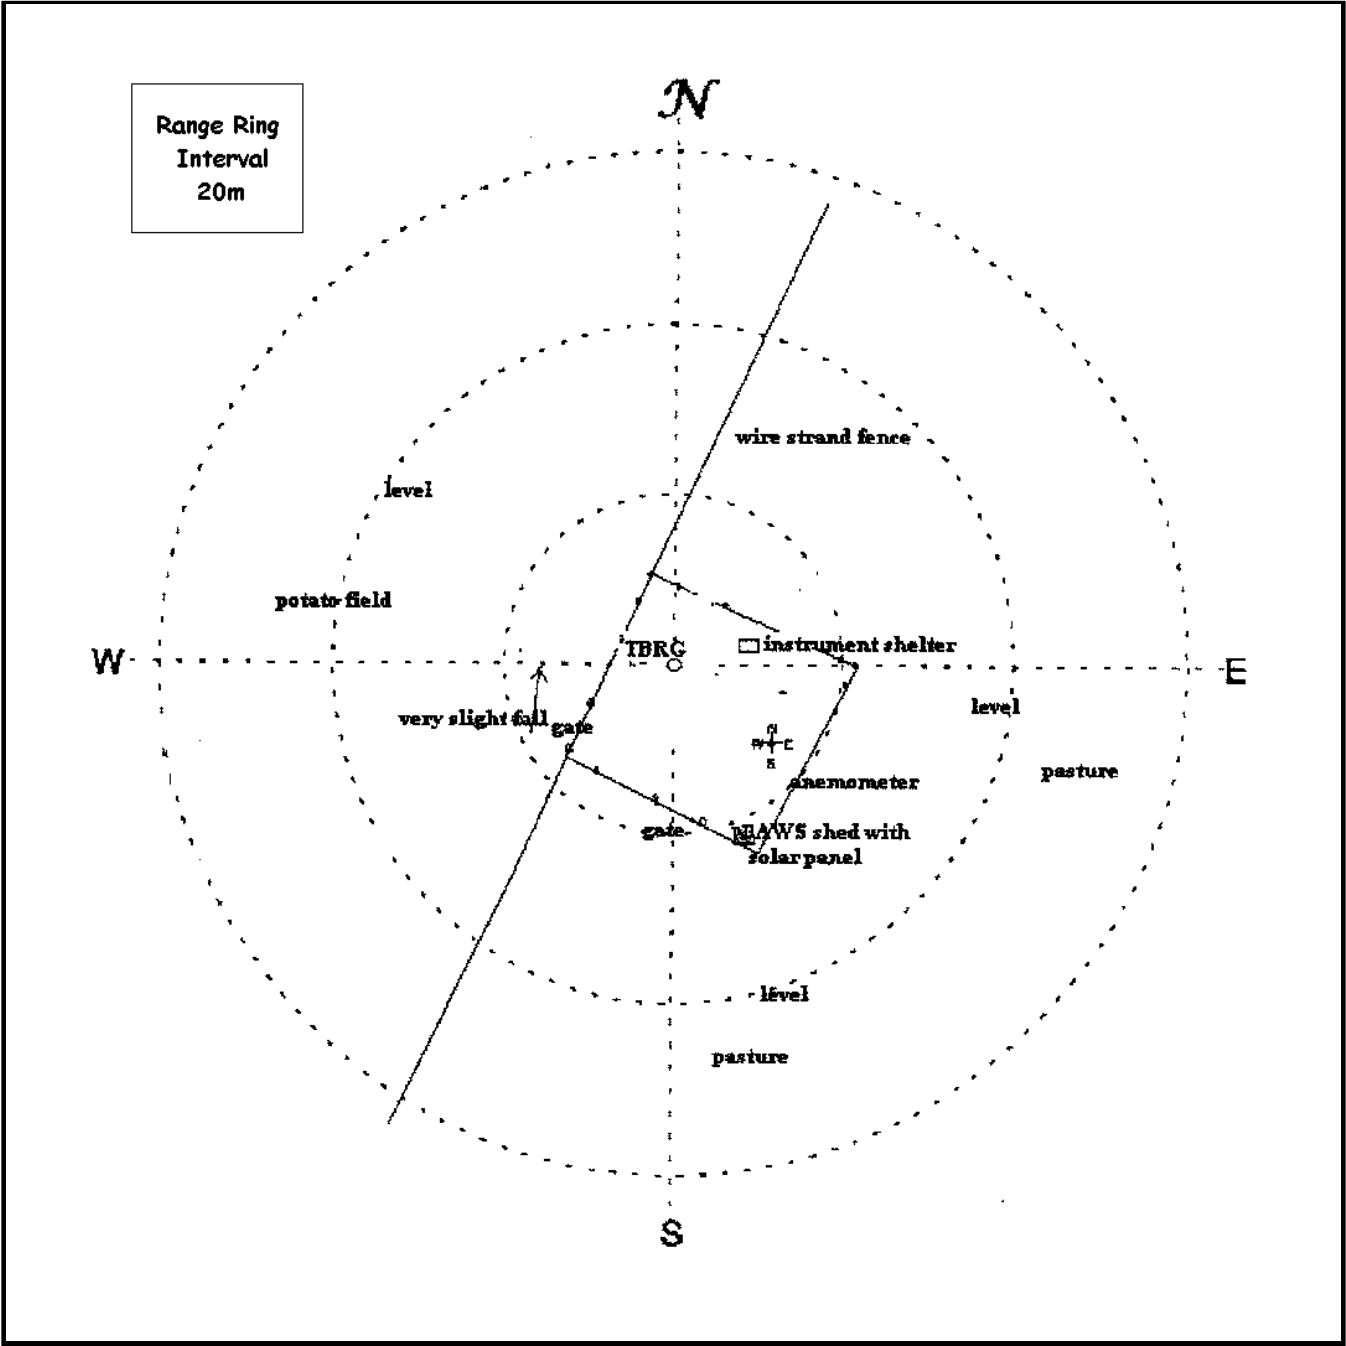 N
Range Ring
Interval
20m
wire strand fence
level
potato field
TBRG
instrument shelter
W
E
level
very slight fall
gate
N
W
E
S
pasture
anemometer
gate
AWS shed with
solar panel
level
pasture
S